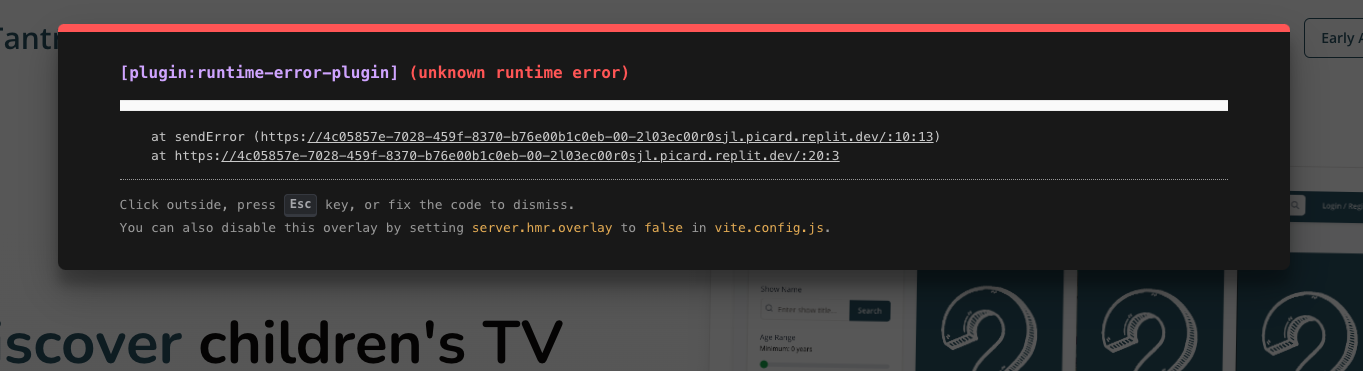 Early
[plugin:runtime-error-plugin] (unknown runtime error)
at sendError (https://4c05857e-7028-459f-8370-b76e00b1c0eb-00-2l03ec00r0sjl.picard.replit.dev/:10:13)
at https://4c05857e-7028-459f-8370-b76e00b1c0eb-00-2l03ec00r0sjl.picard.replit.dev/:20:3
Click outside, press Esc key, or fix the code to dismiss.
You can also disable this overlay by setting server.hmr.overlay to false in vite.config.js.
Login /
Show Name
Enter show title...
Search
Age Range
Minimum: 0 years
iscover children's TV